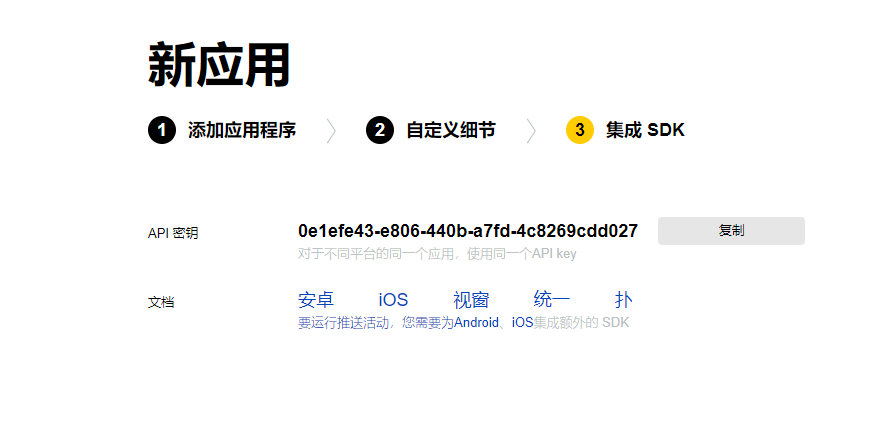 新应用
1 添加应用程序 2 自定义细节 3 集成 SDK
API 密钥 0e1efe43-e806-440b-a7fd-4c8269cdd027 复制
对于不同平台的同一个应用，使用同一个API key
文档 安卓 iOS 视窗 统一 扑
要运行推送活动，您需要为Android、iOS集成额外的 SDK